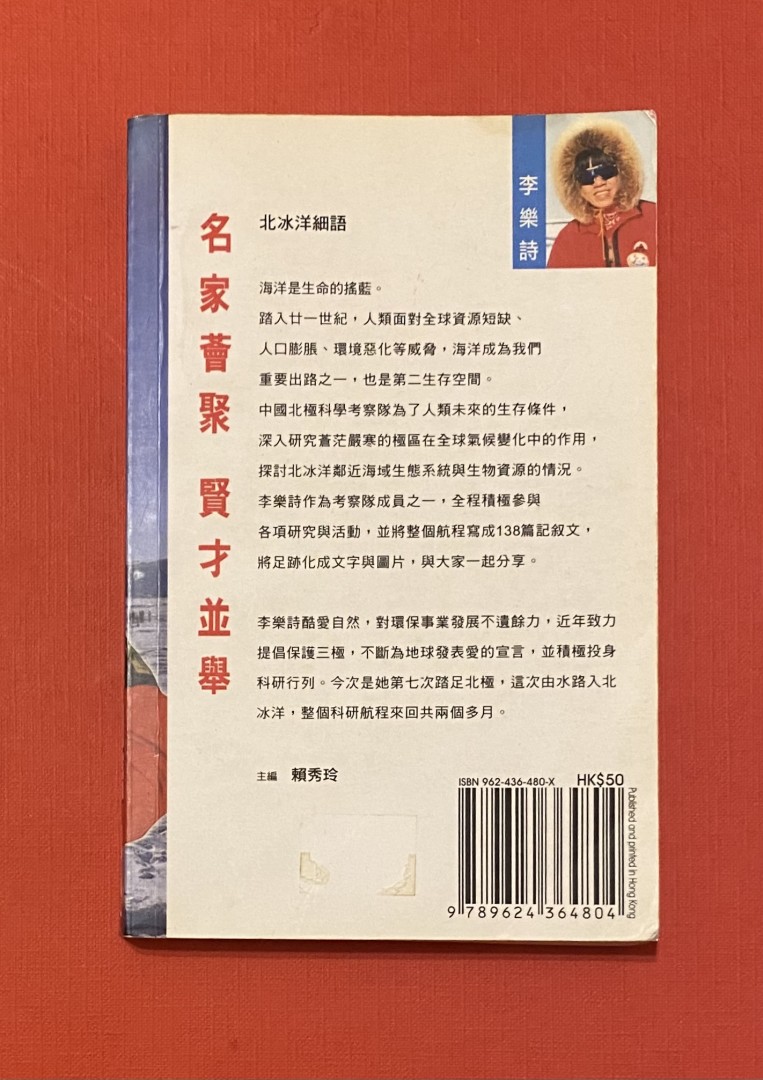 李樂詩
名家薈聚 賢才並舉
北冰洋細語
海洋是生命的搖藍。
踏入廿一世紀，人類面對全球資源短缺、
人口膨脹、環境惡化等威脅，海洋成為我們
重要出路之一，也是第二生存空間。
中國北極科學考察隊為了人類未來的生存條件，
深入研究蒼茫嚴寒的極區在全球氣候變化中的作用，
探討北冰洋鄰近海域生態系統與生物資源的情況。
李樂詩作為考察隊成員之一，全程積極參與
各項研究與活動，並將整個航程寫成138篇記叙文，
將足跡化成文字與圖片，與大家一起分享。
李樂詩酷愛自然，對環保事業發展不遺餘力，近年致力
提倡保護三極，不斷為地球發表愛的宣言，並積極投身
科研行列。今次是她第七次踏足北極，這次由水路入北
冰洋，整個科研航程來回共兩個多月。
主編 賴秀玲
ISBN 962-436-480-X HK$50
9 789624 364804
Published and printed in Hong Kong